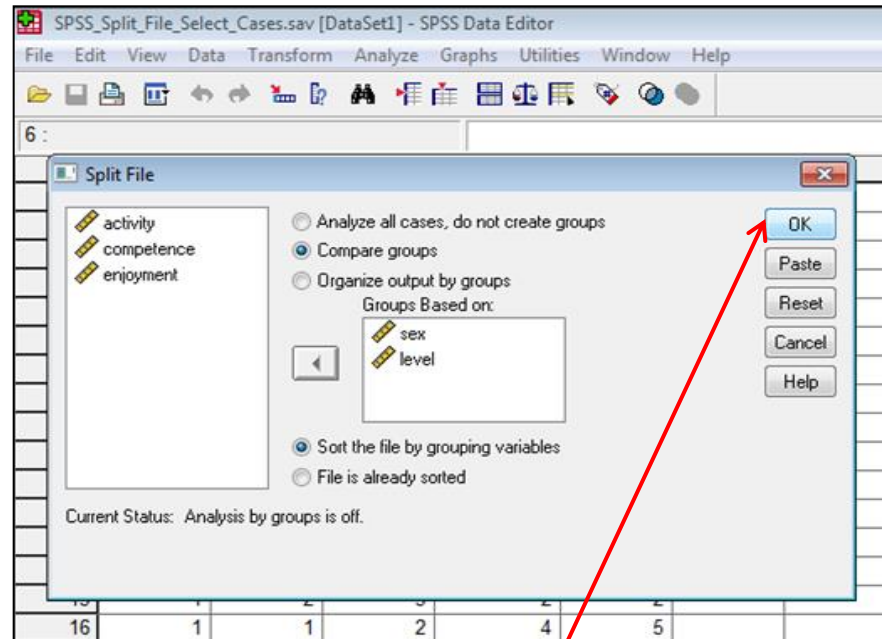 SPSS_Split_File_Select_Cases.sav [DataSet1] - SPSS Data Editor
File Edit View Data Transform Analyze Graphs Utilities Window Help
6 :
Split File
activity
competence
enjoyment
Analyze all cases, do not create groups
Compare groups
Organize output by groups
Groups Based on:
sex
level
Sort the file by grouping variables
File is already sorted
Current Status: Analysis by groups is off.
OK
Paste
Reset
Cancel
Help
16 1 1 2 4 5